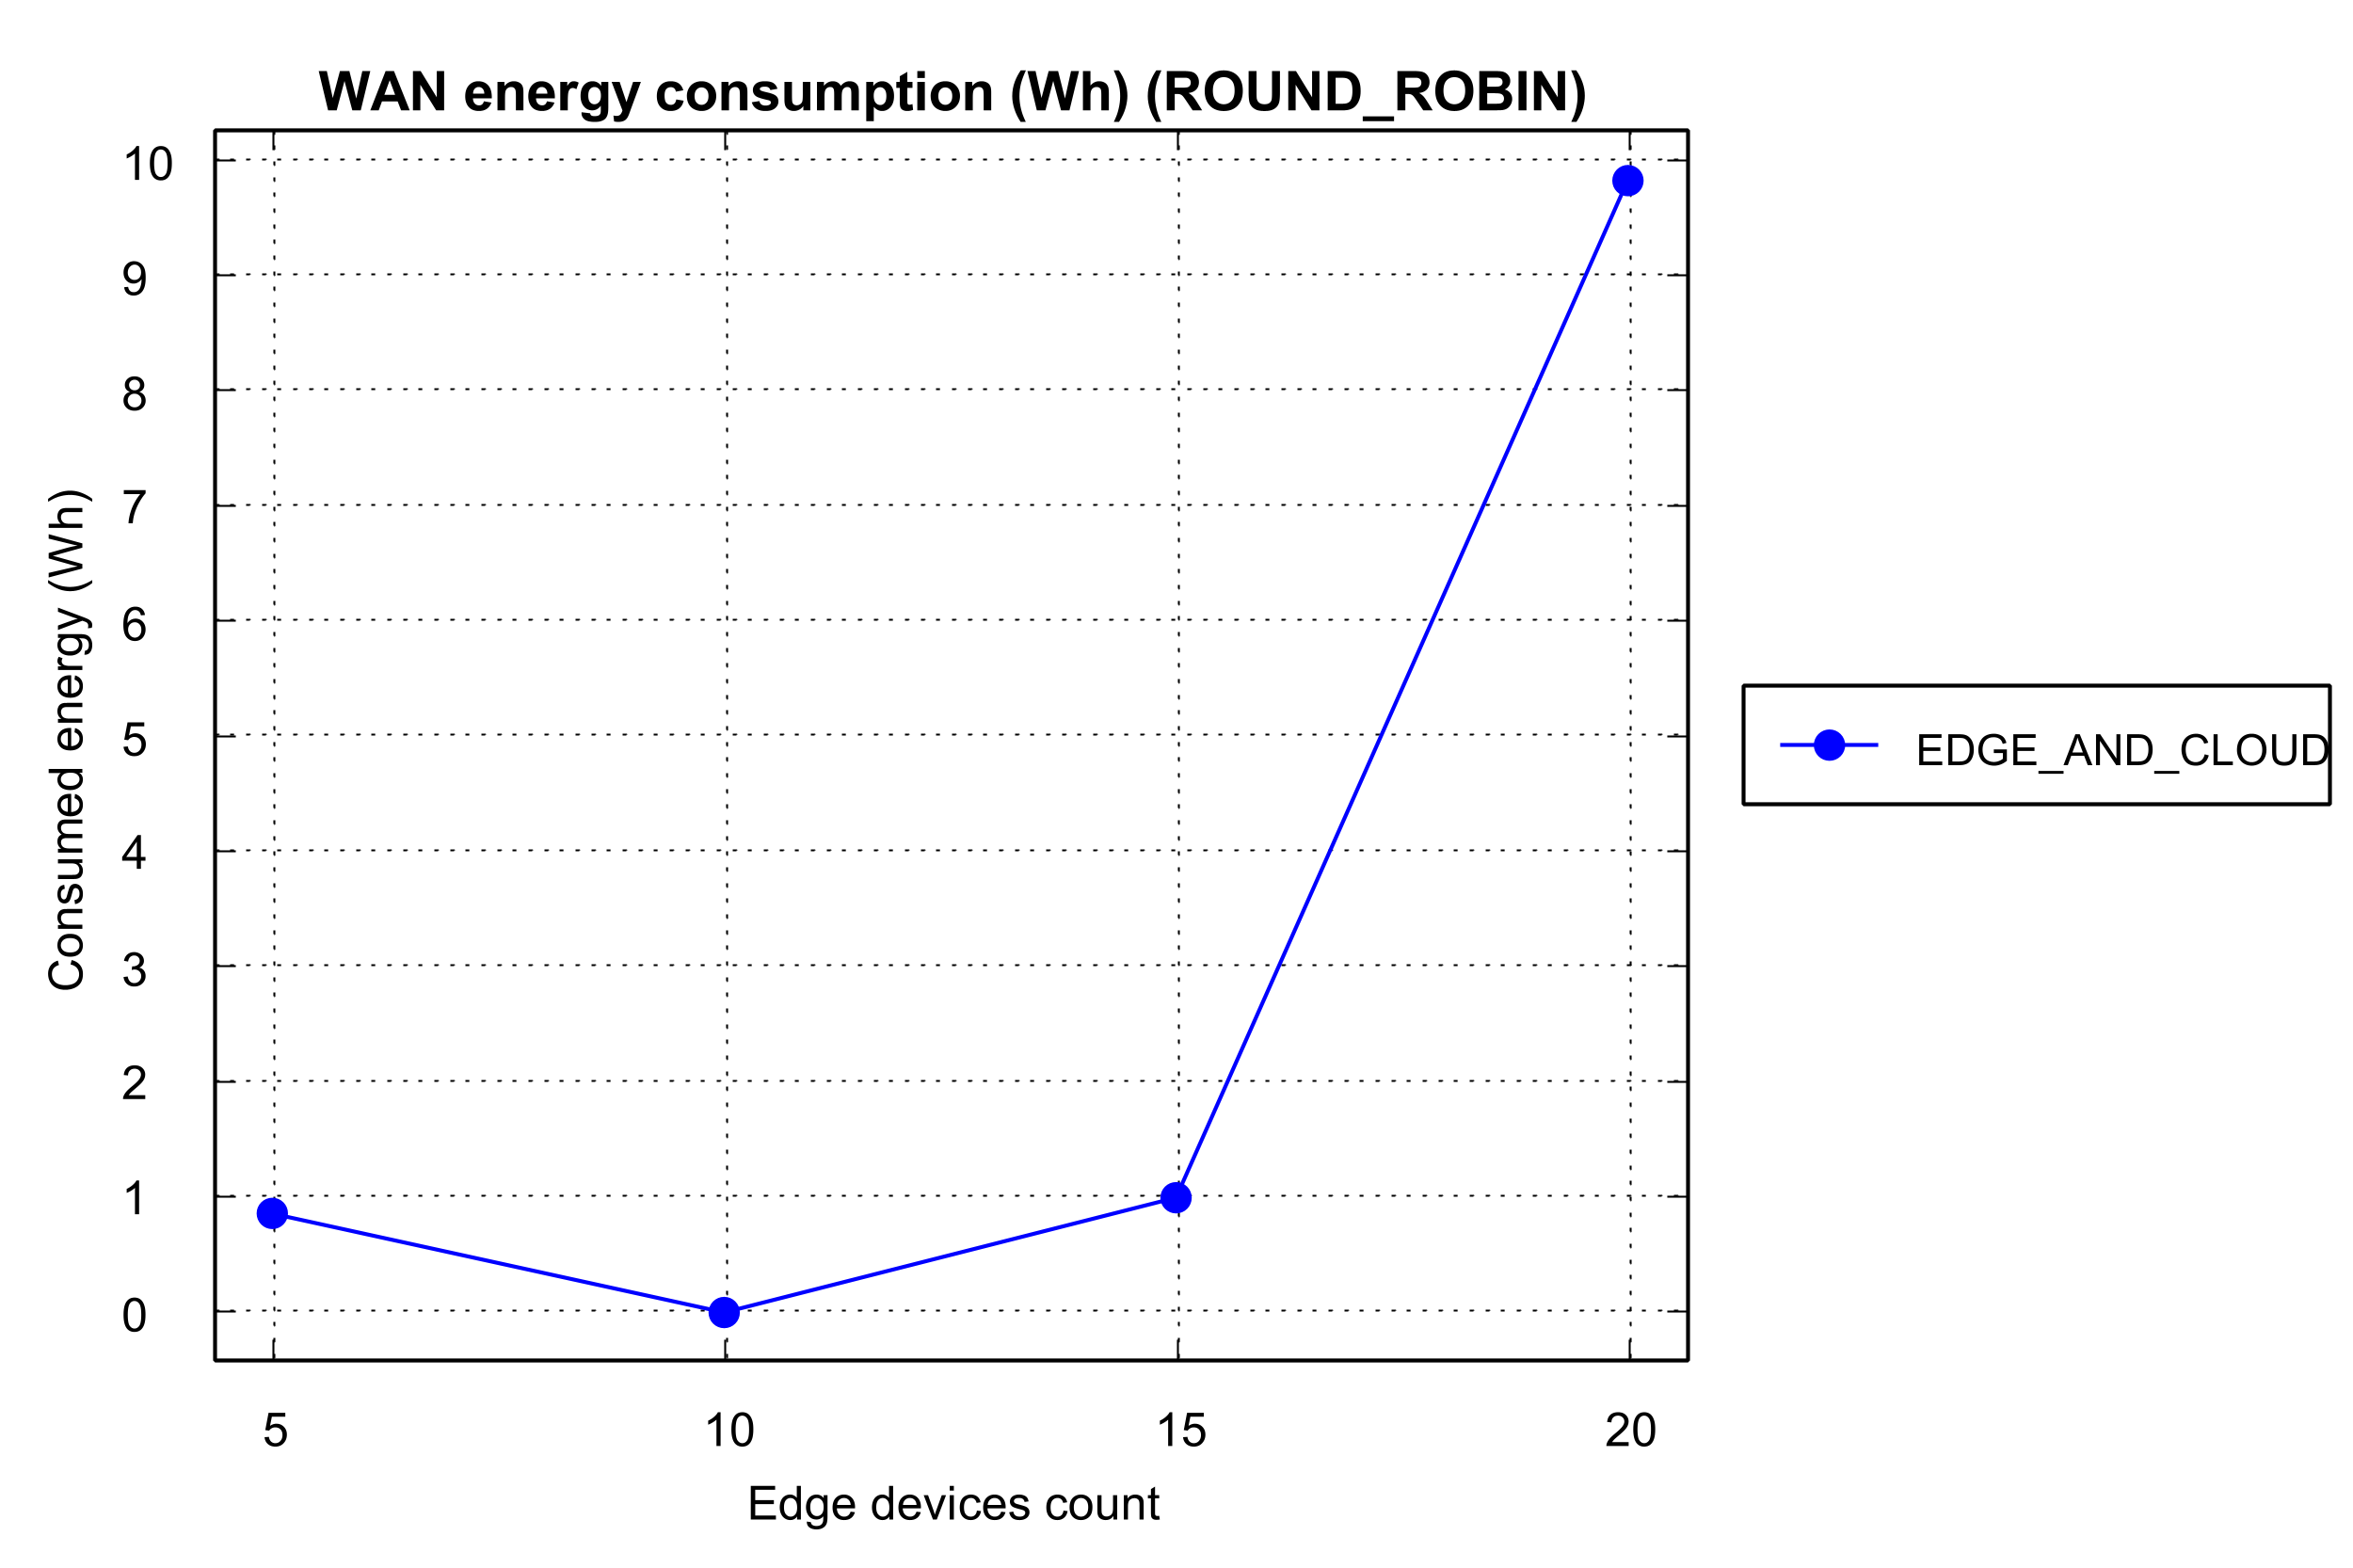 WAN energy consumption (Wh) (ROUND_ROBIN)
10
9
8
7
6
5
4
3
2
1
0
Consumed energy (Wh)
EDGE_AND_CLOUD
5 10 15 20
Edge devices count